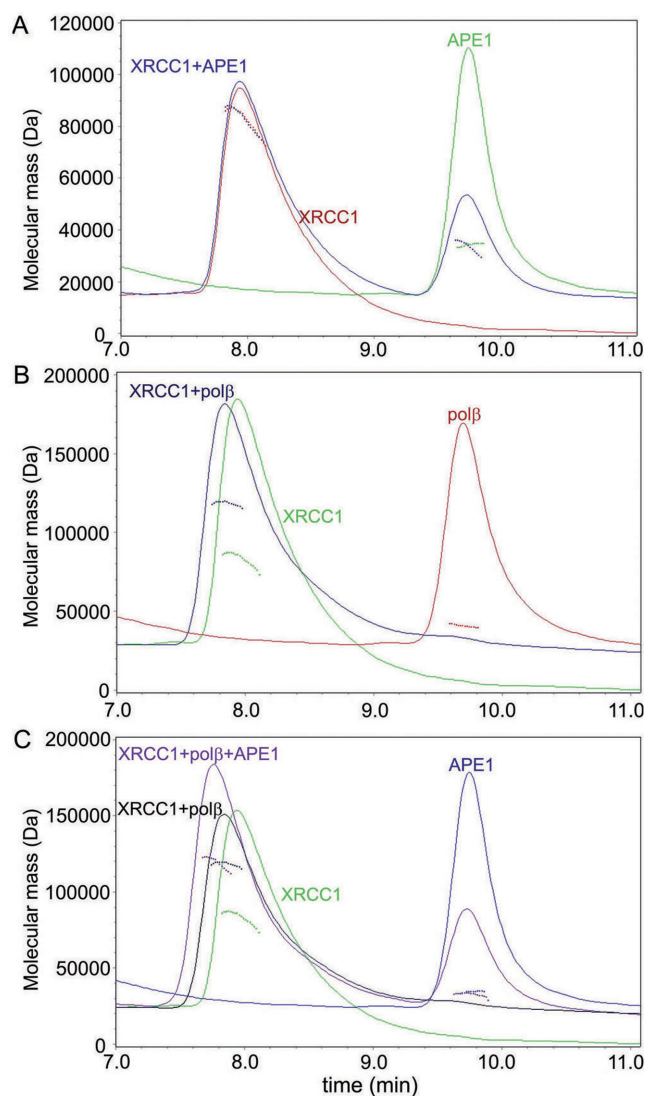 A
120000
100000
80000
60000
40000
20000
0
Molecular mass (Da)
XRCC1+APE1
XRCC1
APE1
7.0 8.0 9.0 10.0 11.0
B
200000
150000
100000
50000
0
Molecular mass (Da)
XRCC1+polβ
XRCC1
polβ
7.0 8.0 9.0 10.0 11.0
C
200000
150000
100000
50000
0
Molecular mass (Da)
XRCC1+polβ+APE1
XRCC1+polβ
XRCC1
APE1
7.0 8.0 9.0 10.0 11.0
time (min)